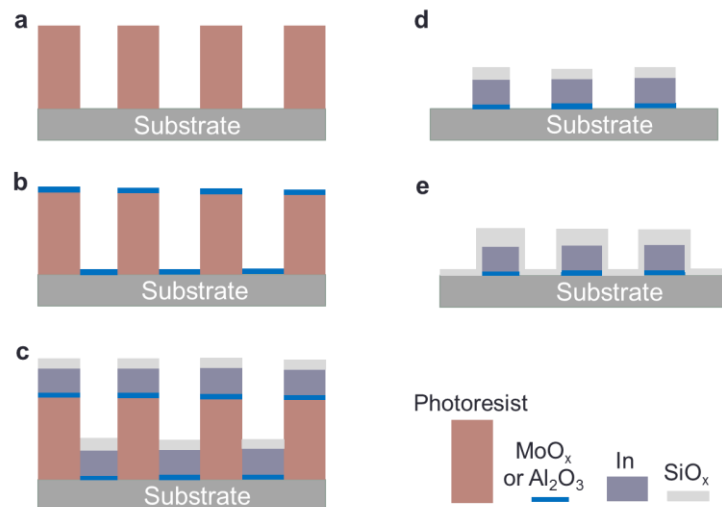 a
Substrate
b
Substrate
c
Substrate
d
Substrate
e
Substrate
Photoresist
MoOₓ
or Al₂O₃
In
SiOₓ